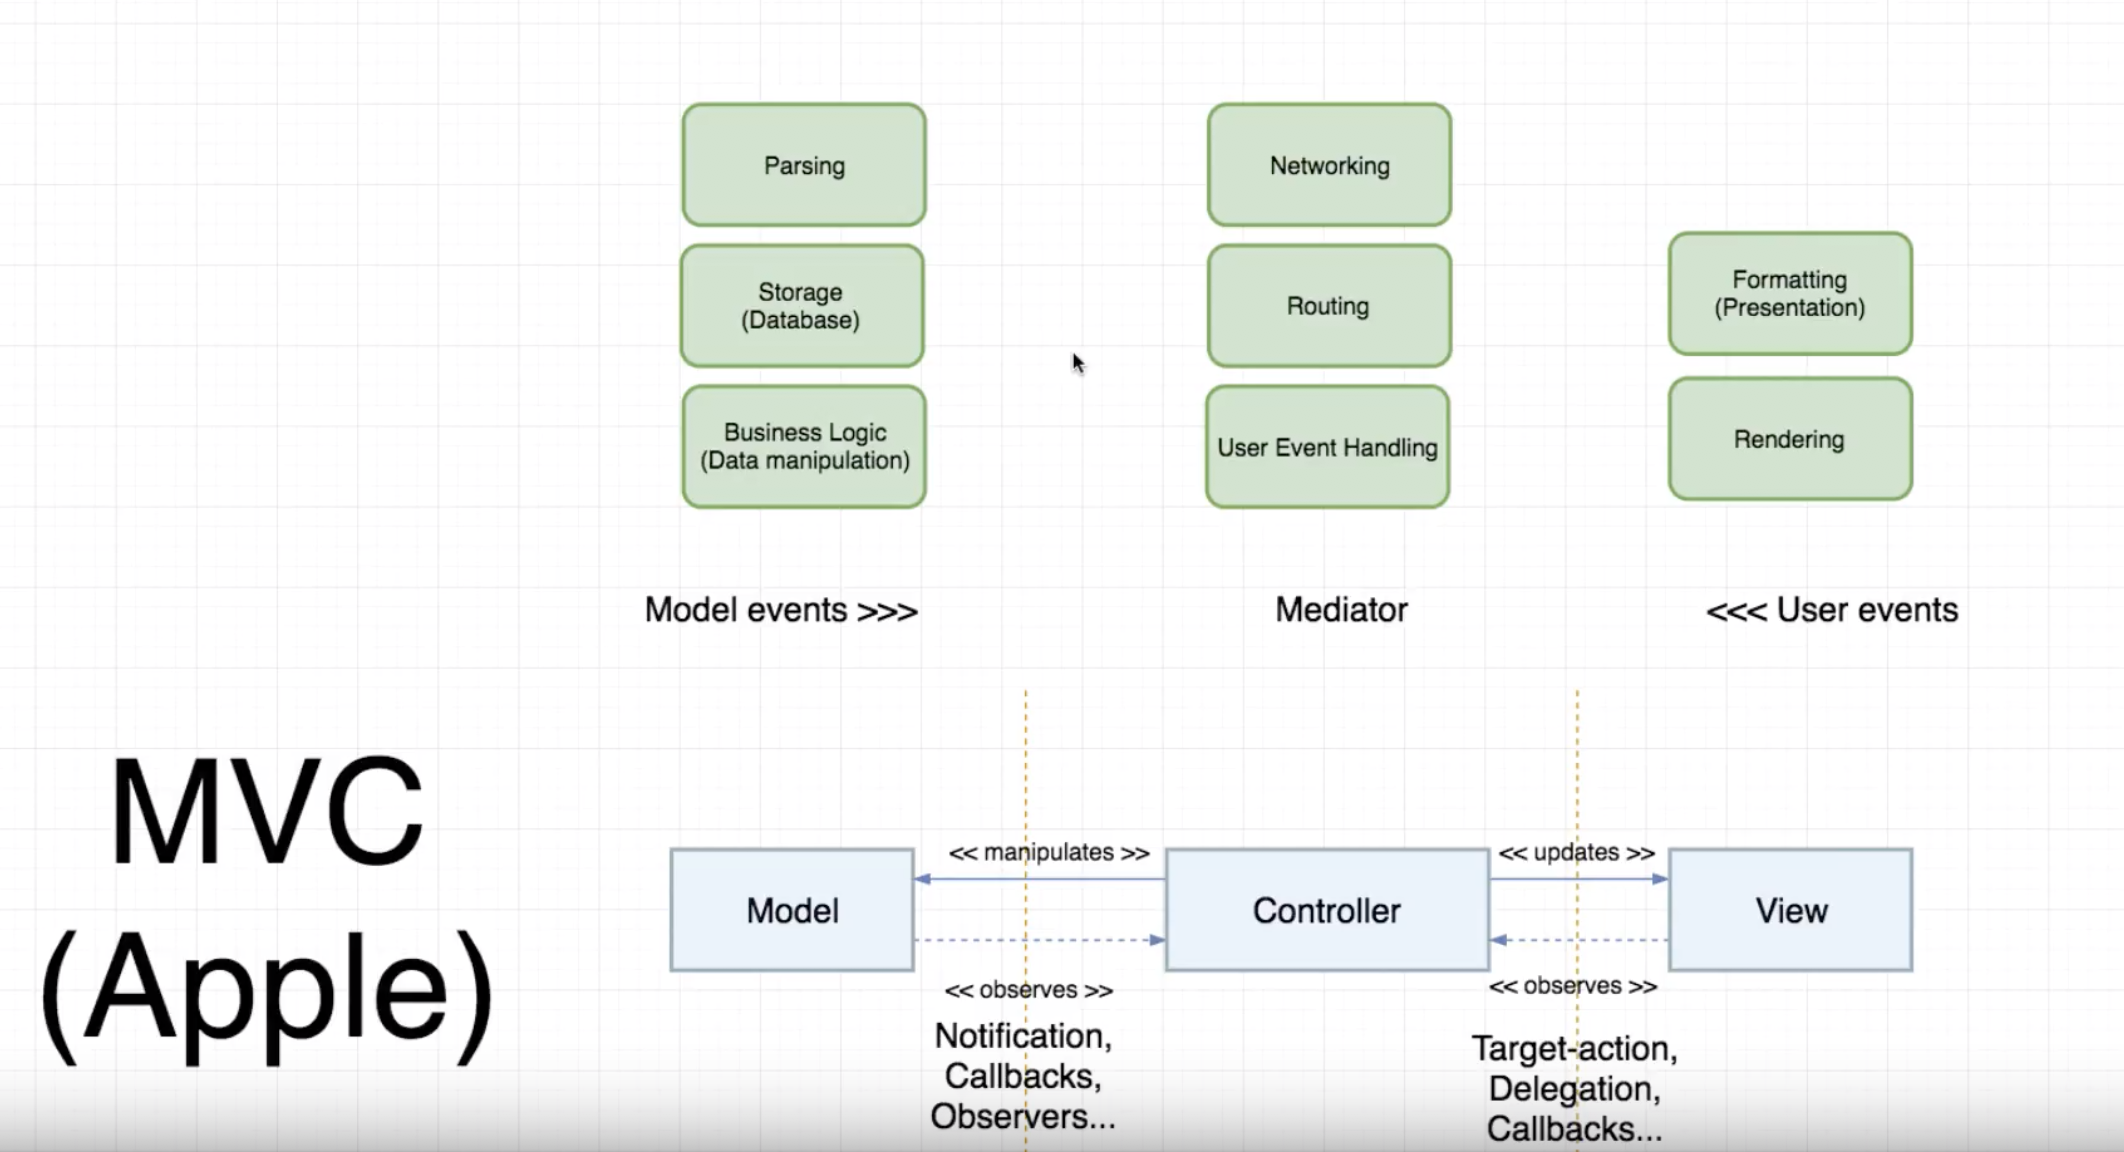 Parsing
Networking
Storage
(Database)
Routing
Formatting
(Presentation)
Business Logic
(Data manipulation)
User Event Handling
Rendering
Model events >>>
Mediator
<<< User events
MVC
(Apple)
<< manipulates >>
<< updates >>
Model
Controller
View
<< observes >>
Notification,
Callbacks,
Observers...
<< observes >>
Target-action,
Delegation,
Callbacks...